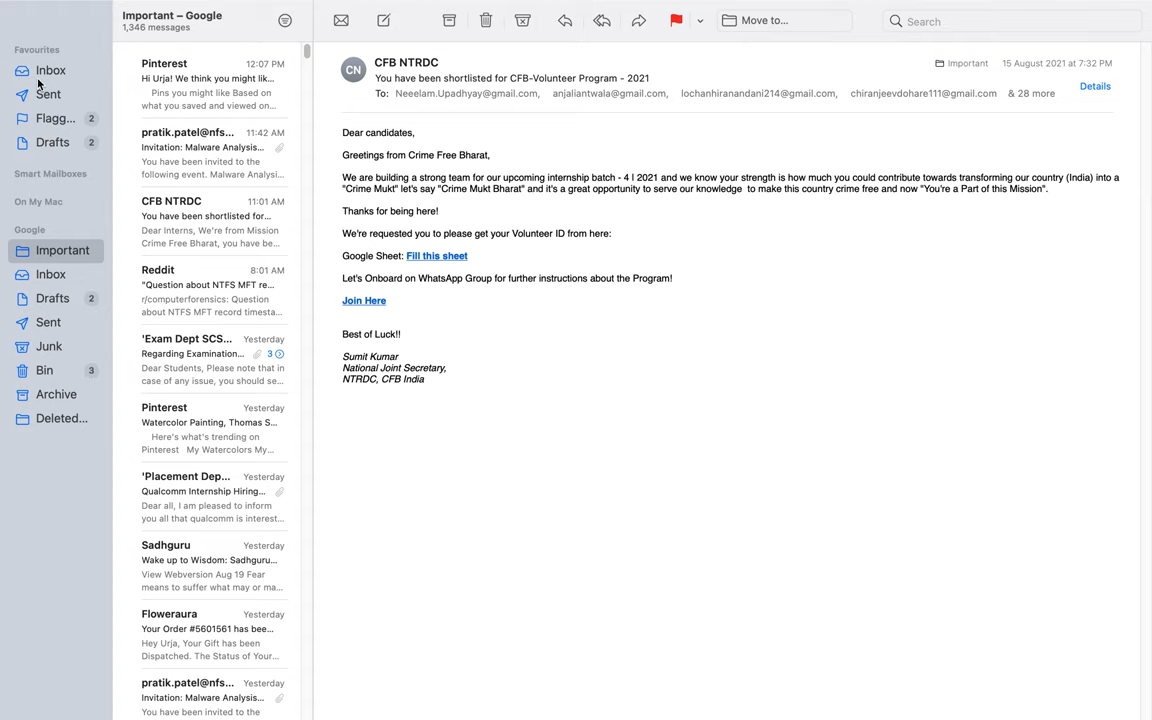 Favourites
Inbox
Sent
Flagg... 2
Drafts 2
Smart Mailboxes
On My Mac
Google
Important
Inbox
Drafts 2
Sent
Junk
Bin 3
Archive
Deleted...
Important – Google
1,346 messages
Pinterest 12:07 PM
Hi Urja! We think you might lik...
Pins you might like Based on
what you saved and viewed on...
pratik.patel@nfs... 11:42 AM
Invitation: Malware Analysis...
You have been invited to the
following event. Malware Analysi...
CFB NTRDC 11:01 AM
You have been shortlisted for...
Dear Interns, We're from Mission
Crime Free Bharat, you have be...
Reddit 8:01 AM
"Question about NTFS MFT re...
r/computerforensics: Question
about NTFS MFT record timesta...
'Exam Dept SCS... Yesterday
Regarding Examination... 3
Dear Students, Please note that in
case of any issue, you should se...
Pinterest Yesterday
Watercolor Painting, Thomas S...
Here's what's trending on
Pinterest My Watercolors My...
'Placement Dep... Yesterday
Qualcomm Internship Hiring...
Dear all, I am pleased to inform
you all that qualcomm is interest...
Sadhguru Yesterday
Wake up to Wisdom: Sadhguru...
View Webversion Aug 19 Fear
means to suffer what may or ma...
Floweraura Yesterday
Your Order #5601561 has bee...
Hey Urja, Your Gift has been
Dispatched. The Status of Your...
pratik.patel@nfs... Yesterday
Invitation: Malware Analysis...
You have been invited to the
Move to...
Search
CN
CFB NTRDC
Important 15 August 2021 at 7:32 PM
You have been shortlisted for CFB-Volunteer Program - 2021
To: Neeelam.Upadhyay@gmail.com, anjaliantwala@gmail.com, lochanhiranandani214@gmail.com, chiranjeevdohare111@gmail.com & 28 more
Details
Dear candidates,
Greetings from Crime Free Bharat,
We are building a strong team for our upcoming internship batch - 4 l 2021 and we know your strength is how much you could contribute towards transforming our country (India) into a
"Crime Mukt" let's say "Crime Mukt Bharat" and it's a great opportunity to serve our knowledge to make this country crime free and now "You're a Part of this Mission".
Thanks for being here!
We're requested you to please get your Volunteer ID from here:
Google Sheet: Fill this sheet
Let's Onboard on WhatsApp Group for further instructions about the Program!
Join Here
Best of Luck!!
Sumit Kumar
National Joint Secretary,
NTRDC, CFB India